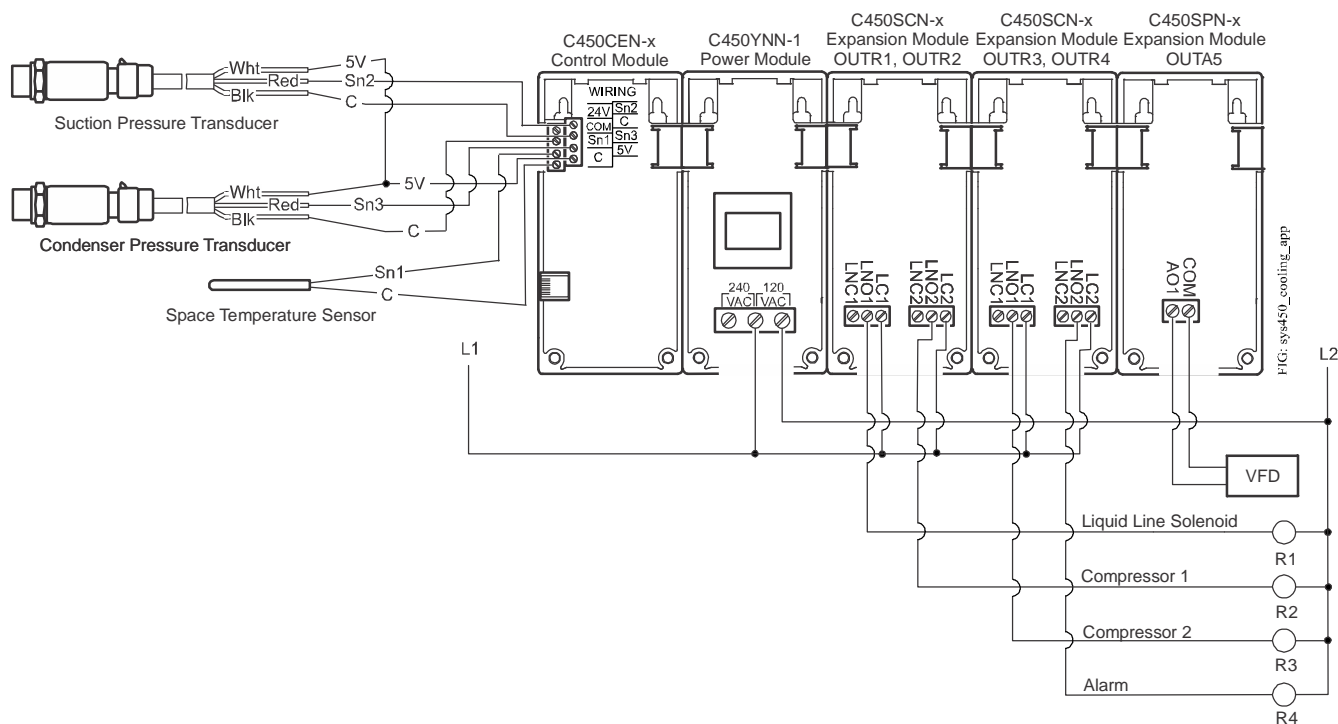 C450CEN-x
Control Module
C450YNN-1
Power Module
C450SCN-x
Expansion Module
OUTR1, OUTR2
C450SCN-x
Expansion Module
OUTR3, OUTR4
C450SPN-x
Expansion Module
OUTA5
Wht
5V
Red
Sn2
Blk
C
Suction Pressure Transducer
WIRING
24V
Sn2
COM
C
Sn1
Sn3
C
5V
Wht
5V
Red
Sn3
Blk
C
Condenser Pressure Transducer
Sn1
C
Space Temperature Sensor
240
VAC
120
VAC
LNC1
LNO1
LC1
LNC2
LNO2
LC2
LNC1
LNO1
LC1
LNC2
LNO2
LC2
AO1
COM
FIG: sys450_cooling_app
L1
L2
VFD
Liquid Line Solenoid
R1
Compressor 1
R2
Compressor 2
R3
Alarm
R4